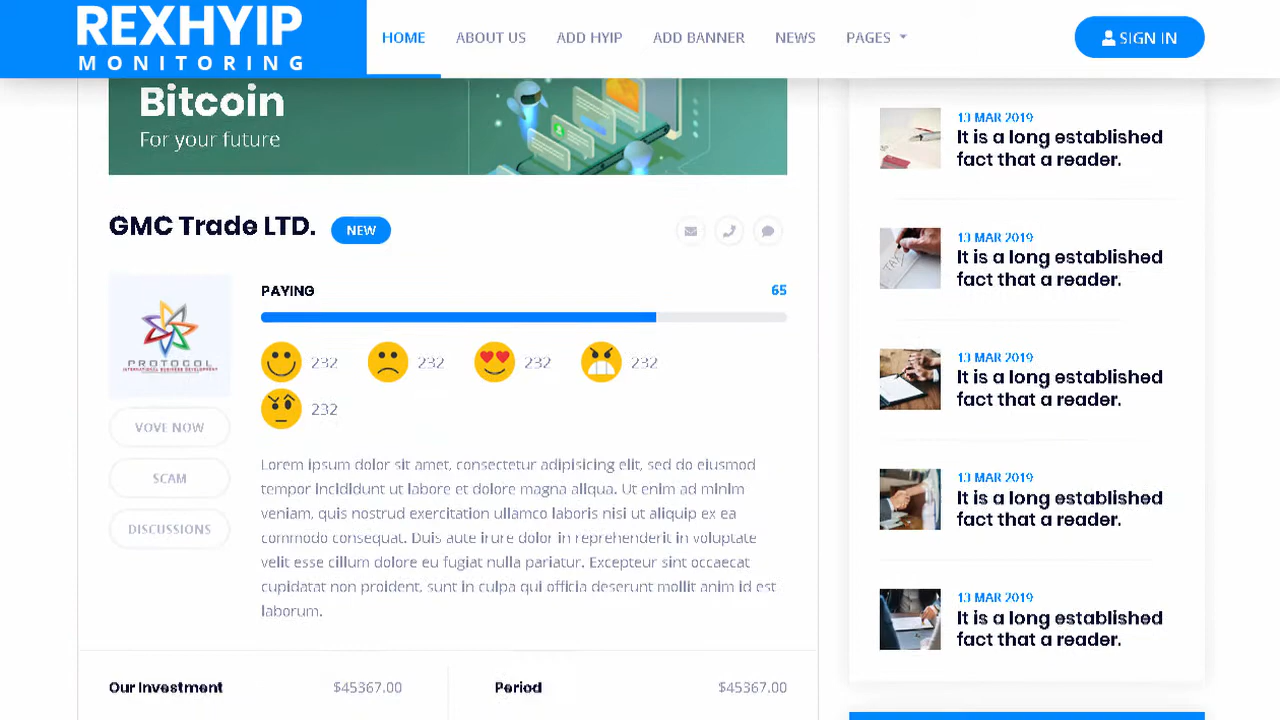 REXHYIP
MONITORING
HOME
ABOUT US
ADD HYIP
ADD BANNER
NEWS
PAGES
SIGN IN
Bitcoin
For your future
GMC Trade LTD.
NEW
PROTOCOL
INTERNATIONAL BUSINESS DEVELOPMENT
VOVE NOW
SCAM
DISCUSSIONS
PAYING
65
232
232
232
232
232
Lorem ipsum dolor sit amet, consectetur adipisicing elit, sed do eiusmod
tempor incididunt ut labore et dolore magna aliqua. Ut enim ad minim
veniam, quis nostrud exercitation ullamco laboris nisi ut aliquip ex ea
commodo consequat. Duis aute irure dolor in reprehenderit in voluptate
velit esse cillum dolore eu fugiat nulla pariatur. Excepteur sint occaecat
cupidatat non proident, sunt in culpa qui officia deserunt mollit anim id est
laborum.
Our Investment
$45367.00
Period
$45367.00
13 MAR 2019
It is a long established
fact that a reader.
13 MAR 2019
It is a long established
fact that a reader.
TAX
13 MAR 2019
It is a long established
fact that a reader.
13 MAR 2019
It is a long established
fact that a reader.
13 MAR 2019
It is a long established
fact that a reader.